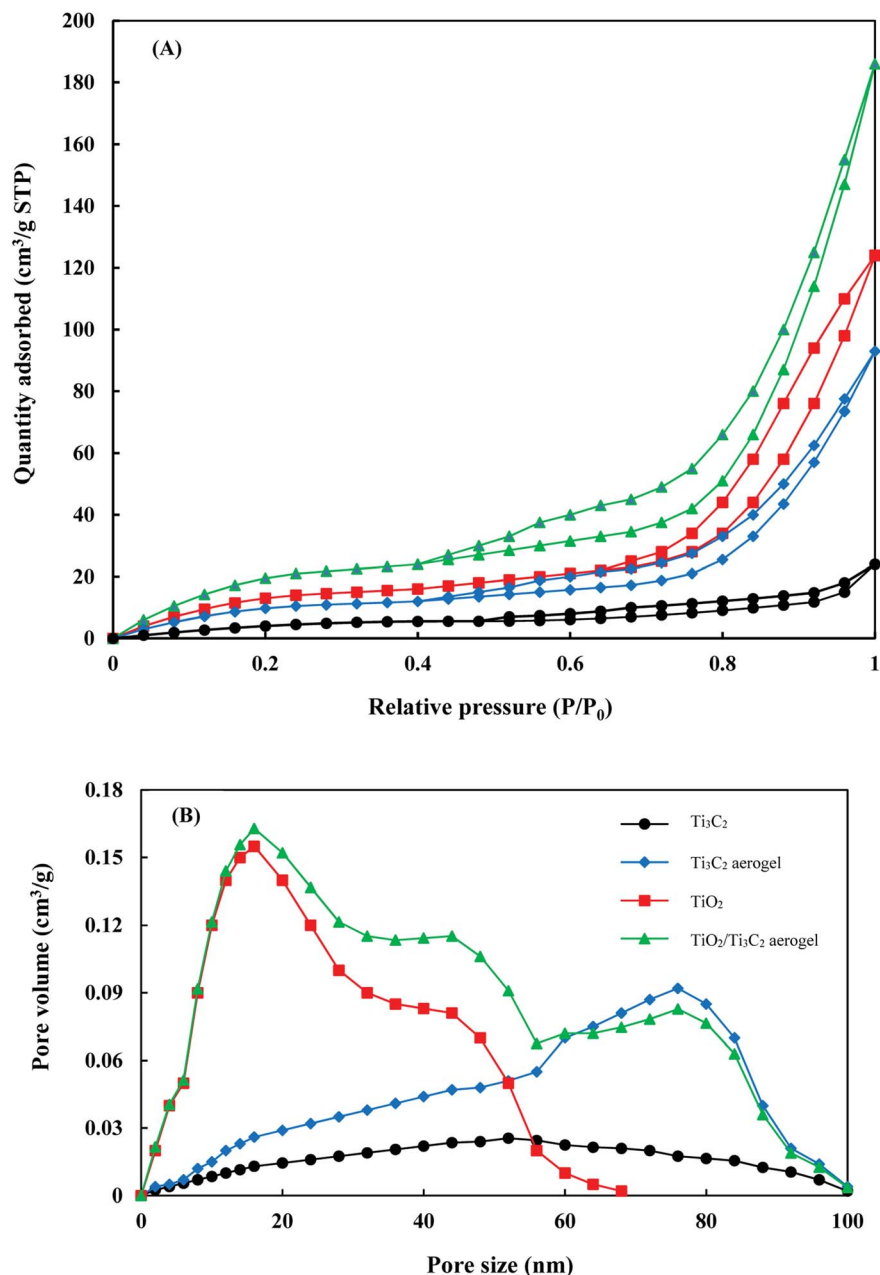 (A)
200
180
160
140
120
100
80
60
40
20
0
Quantity adsorbed (cm³/g STP)
0 0.2 0.4 0.6 0.8 1
Relative pressure (P/P₀)
(B)
0.18
0.15
0.12
0.09
0.06
0.03
0
Pore volume (cm³/g)
Ti₃C₂
Ti₃C₂ aerogel
TiO₂
TiO₂/Ti₃C₂ aerogel
0 20 40 60 80 100
Pore size (nm)